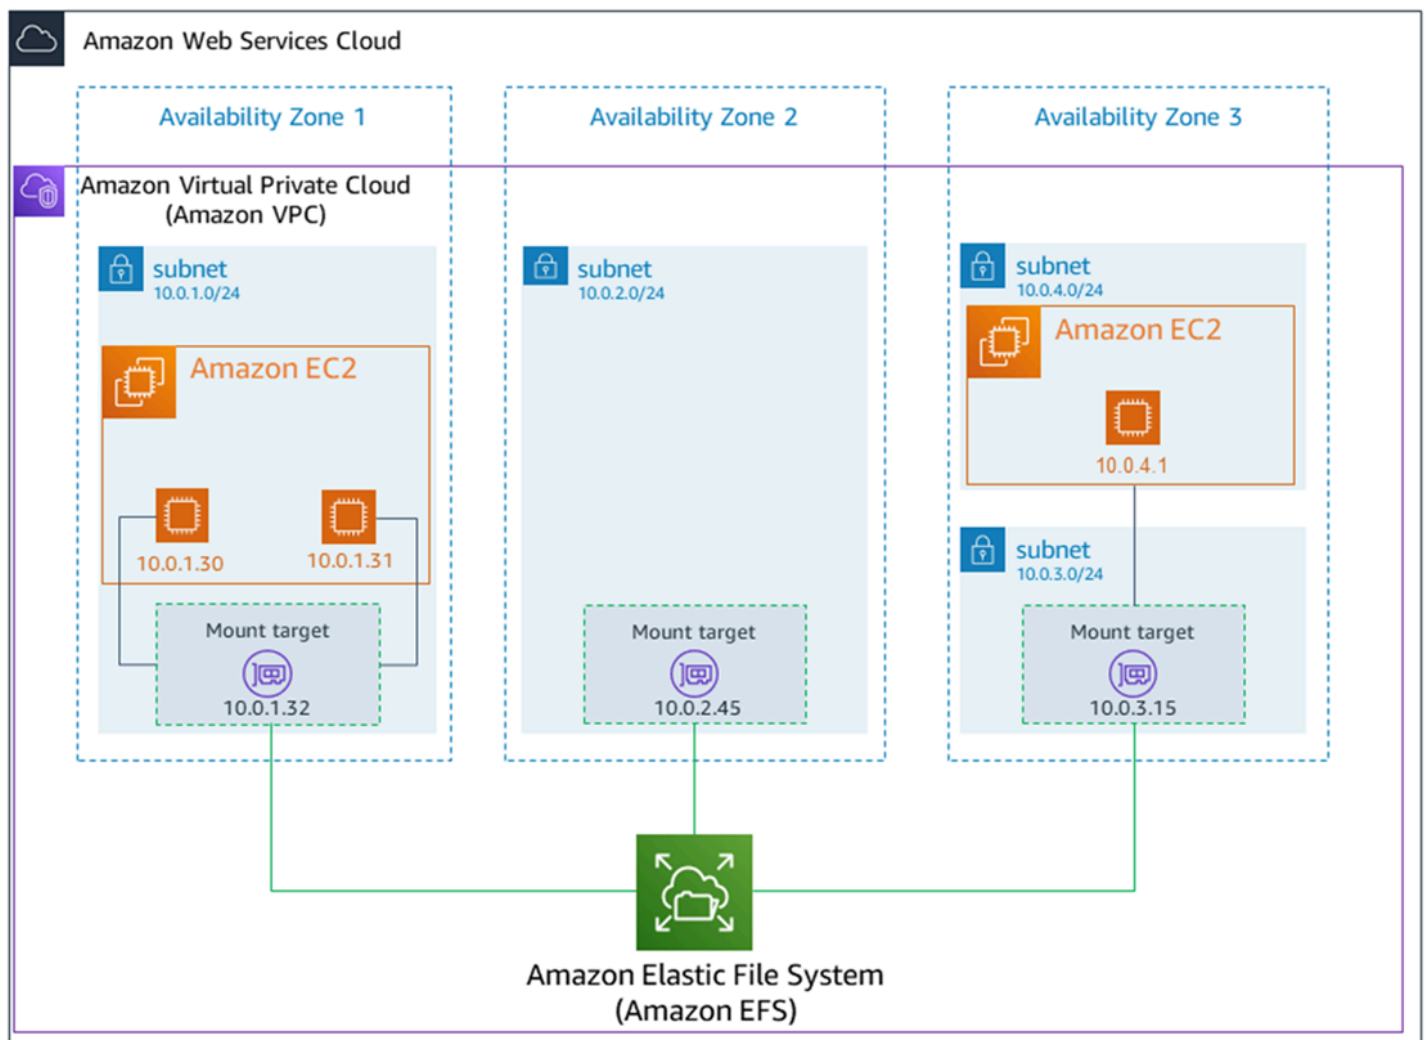 Amazon Web Services Cloud
Availability Zone 1
Availability Zone 2
Availability Zone 3
Amazon Virtual Private Cloud
(Amazon VPC)
subnet
10.0.1.0/24
Amazon EC2
10.0.1.30
10.0.1.31
Mount target
10.0.1.32
subnet
10.0.2.0/24
Mount target
10.0.2.45
subnet
10.0.4.0/24
Amazon EC2
10.0.4.1
subnet
10.0.3.0/24
Mount target
10.0.3.15
Amazon Elastic File System
(Amazon EFS)